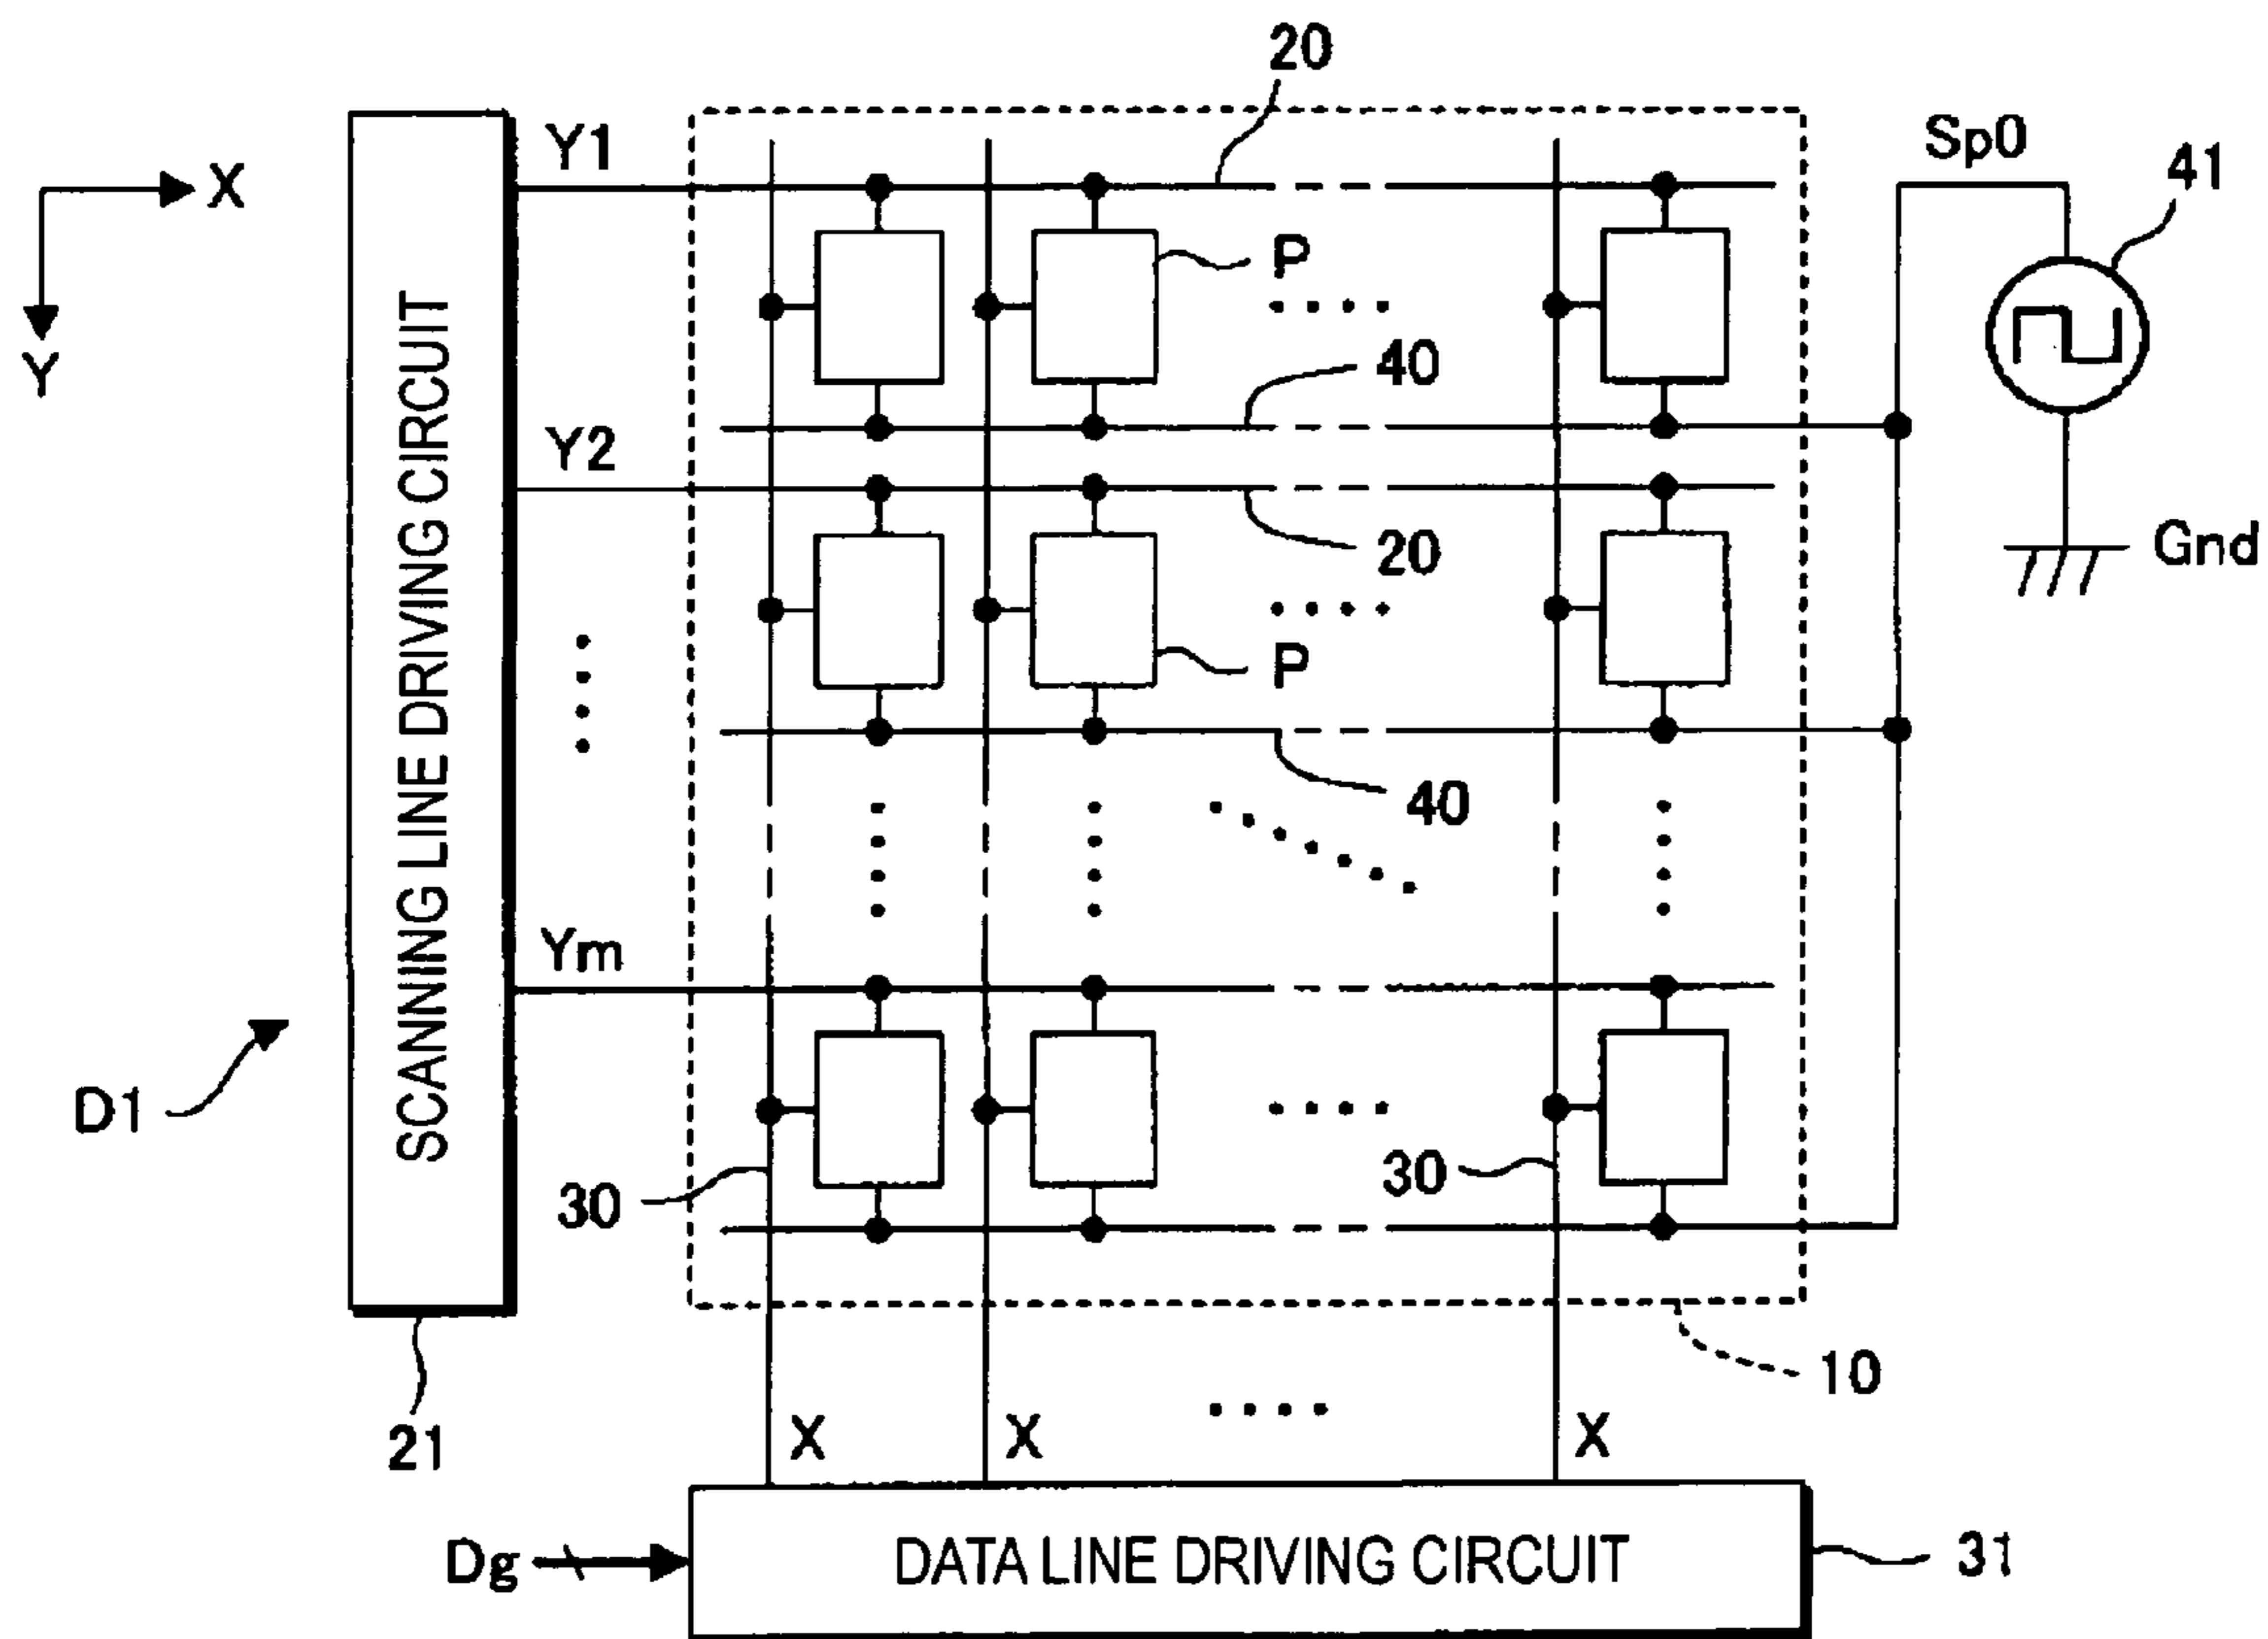 20
Y1
Sp0
41
X
P
Y
40
Y2
20
Gnd
P
40
SCANNING LINE DRIVING CIRCUIT
Ym
D1
30
30
10
21
X
X
X
Dg
DATA LINE DRIVING CIRCUIT
31